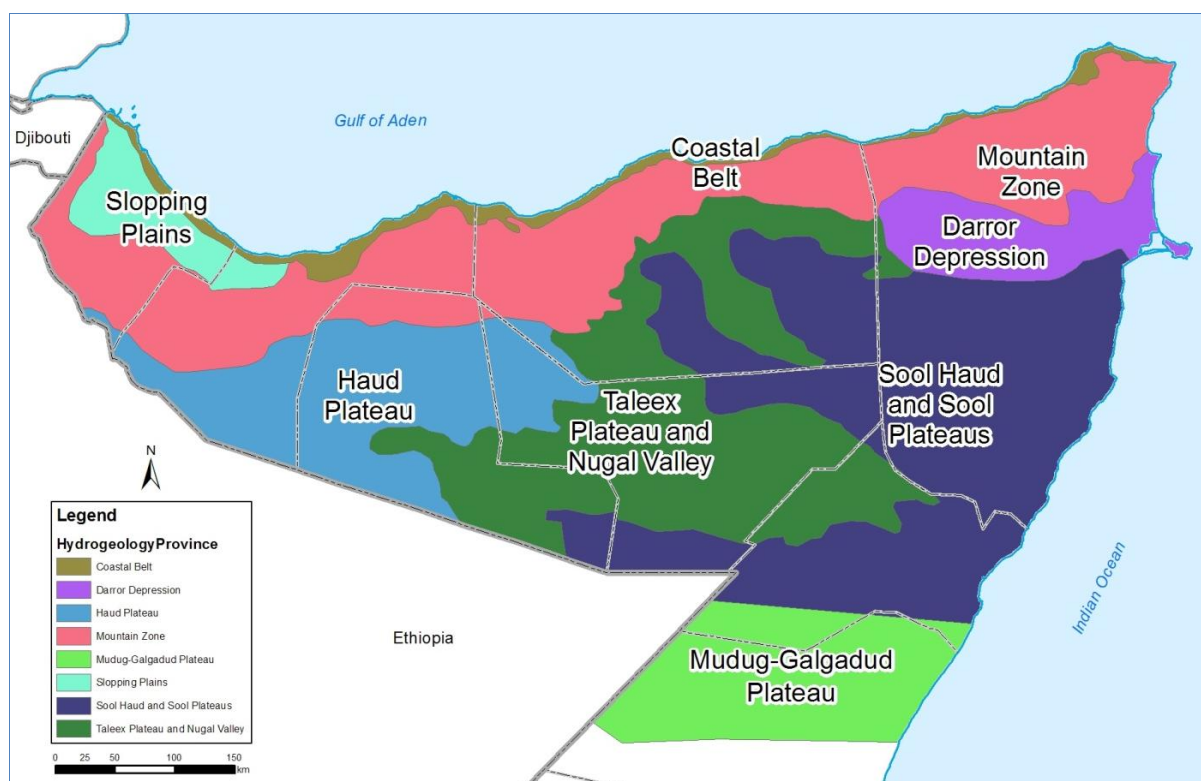 Djibouti
Gulf of Aden
Coastal
Belt
Mountain
Zone
Slopping
Plains
Darror
Depression
Haud
Plateau
Taleex
Plateau and
Nugal Valley
Sool Haud
and Sool
Plateaus
N
Indian Ocean
Ethiopia
Mudug-Galgadud
Plateau
Legend
HydrogeologyProvince
Coastal Belt
Darror Depression
Haud Plateau
Mountain Zone
Mudug-Galgadud Plateau
Slopping Plains
Sool Haud and Sool Plateaus
Taleex Plateau and Nugal Valley
0 25 50 100 150
km